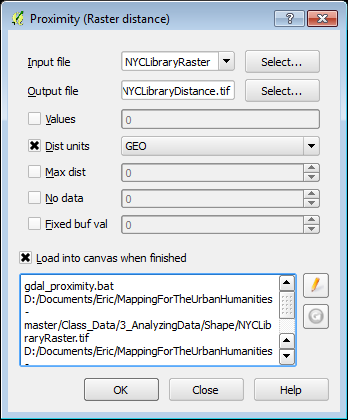 Proximity (Raster distance)
?
Input file
NYCLibraryRaster
Select...
Output file
NYCLibraryDistance.tif
Select...
Values
0
Dist units
GEO
Max dist
0
No data
0
Fixed buf val
0
Load into canvas when finished
gdal_proximity.bat
D:/Documents/Eric/MappingForTheUrbanHumanities
-
master/Class_Data/3_AnalyzingData/Shape/NYCLi
braryRaster.tif
D:/Documents/Eric/MappingForTheUrbanHumanities
-
OK
Close
Help